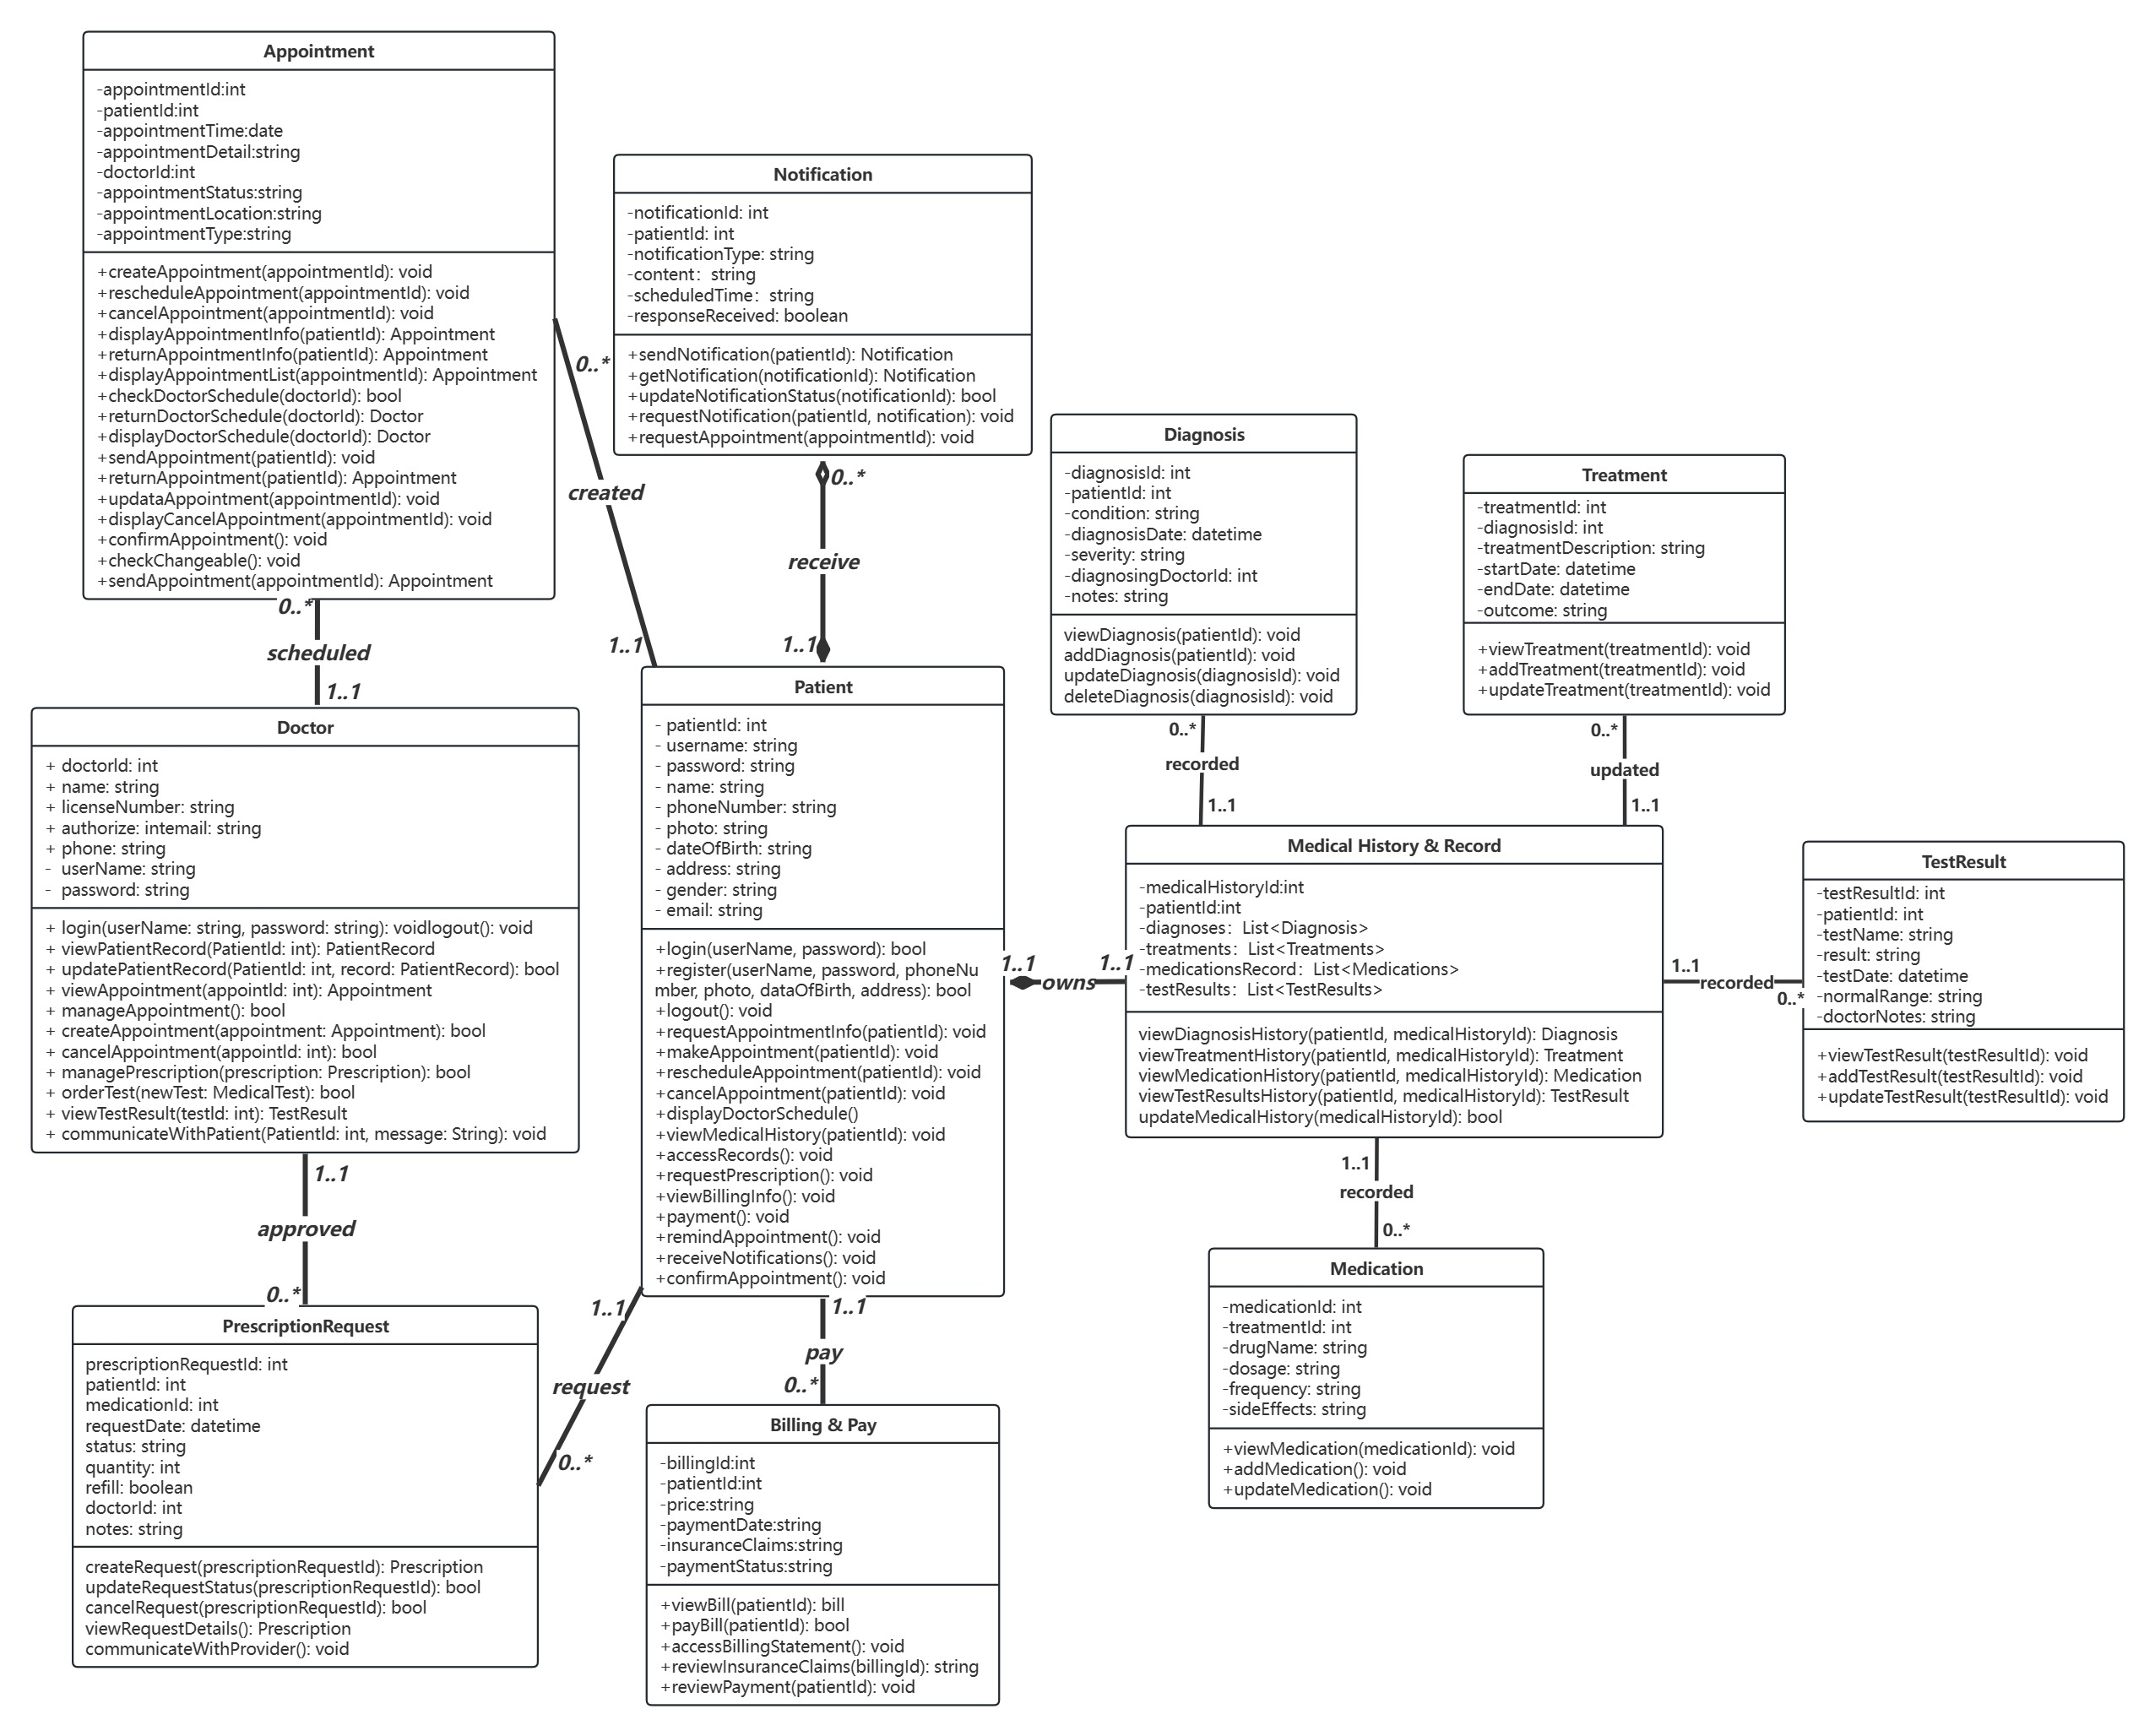 Appointment
-appointmentId:int
-patientId:int
-appointmentTime:date
-appointmentDetail:string
-doctorId:int
-appointmentStatus:string
-appointmentLocation:string
-appointmentType:string
+createAppointment(appointmentId): void
+rescheduleAppointment(appointmentId): void
+cancelAppointment(appointmentId): void
+displayAppointmentInfo(patientId): Appointment
+returnAppointmentInfo(patientId): Appointment
+displayAppointmentList(appointmentId): Appointment
+checkDoctorSchedule(doctorId): bool
+returnDoctorSchedule(doctorId): Doctor
+displayDoctorSchedule(doctorId): Doctor
+sendAppointment(patientId): void
+returnAppointment(patientId): Appointment
+updataAppointment(appointmentId): void
+displayCancelAppointment(appointmentId): void
+confirmAppointment(): void
+checkChangeable(): void
+sendAppointment(appointmentId): Appointment
0..*
created
1..1
0..*
scheduled
1..1
Notification
-notificationId: int
-patientId: int
-notificationType: string
-content: string
-scheduledTime: string
-responseReceived: boolean
+sendNotification(patientId): Notification
+getNotification(notificationId): Notification
+updateNotificationStatus(notificationId): bool
+requestNotification(patientId, notification): void
+requestAppointment(appointmentId): void
0..*
receive
1..1
Diagnosis
-diagnosisId: int
-patientId: int
-condition: string
-diagnosisDate: datetime
-severity: string
-diagnosingDoctorId: int
-notes: string
viewDiagnosis(patientId): void
addDiagnosis(patientId): void
updateDiagnosis(diagnosisId): void
deleteDiagnosis(diagnosisId): void
0..*
recorded
1..1
Treatment
-treatmentId: int
-diagnosisId: int
-treatmentDescription: string
-startDate: datetime
-endDate: datetime
-outcome: string
+viewTreatment(treatmentId): void
+addTreatment(treatmentId): void
+updateTreatment(treatmentId): void
0..*
updated
1..1
Doctor
+ doctorId: int
+ name: string
+ licenseNumber: string
+ authorize: intemail: string
+ phone: string
- userName: string
- password: string
+ login(userName: string, password: string): voidlogout(): void
+ viewPatientRecord(PatientId: int): PatientRecord
+ updatePatientRecord(PatientId: int, record: PatientRecord): bool
+ viewAppointment(appointId: int): Appointment
+ manageAppointment(): bool
+ createAppointment(appointment: Appointment): bool
+ cancelAppointment(appointId: int): bool
+ managePrescription(prescription: Prescription): bool
+ orderTest(newTest: MedicalTest): bool
+ viewTestResult(testId: int): TestResult
+ communicateWithPatient(PatientId: int, message: String): void
1..1
approved
0..*
Patient
- patientId: int
- username: string
- password: string
- name: string
- phoneNumber: string
- photo: string
- dateOfBirth: string
- address: string
- gender: string
- email: string
+login(userName, password): bool
+register(userName, password, phoneNu
mber, photo, dataOfBirth, address): bool
+logout(): void
+requestAppointmentInfo(patientId): void
+makeAppointment(patientId): void
+rescheduleAppointment(patientId): void
+cancelAppointment(patientId): void
+displayDoctorSchedule()
+viewMedicalHistory(patientId): void
+accessRecords(): void
+requestPrescription(): void
+viewBillingInfo(): void
+payment(): void
+remindAppointment(): void
+receiveNotifications(): void
+confirmAppointment(): void
1..1
owns
1..1
Medical History & Record
-medicalHistoryId:int
-patientId:int
-diagnoses: List<Diagnosis>
-treatments: List<Treatments>
-medicationsRecord: List<Medications>
-testResults: List<TestResults>
viewDiagnosisHistory(patientId, medicalHistoryId): Diagnosis
viewTreatmentHistory(patientId, medicalHistoryId): Treatment
viewMedicationHistory(patientId, medicalHistoryId): Medication
viewTestResultsHistory(patientId, medicalHistoryId): TestResult
updateMedicalHistory(medicalHistoryId): bool
1..1
recorded
0..*
TestResult
-testResultId: int
-patientId: int
-testName: string
-result: string
-testDate: datetime
-normalRange: string
-doctorNotes: string
+viewTestResult(testResultId): void
+addTestResult(testResultId): void
+updateTestResult(testResultId): void
1..1
recorded
0..*
Medication
-medicationId: int
-treatmentId: int
-drugName: string
-dosage: string
-frequency: string
-sideEffects: string
+viewMedication(medicationId): void
+addMedication(): void
+updateMedication(): void
1..1
request
0..*
1..1
pay
0..*
PrescriptionRequest
prescriptionRequestId: int
patientId: int
medicationId: int
requestDate: datetime
status: string
quantity: int
refill: boolean
doctorId: int
notes: string
createRequest(prescriptionRequestId): Prescription
updateRequestStatus(prescriptionRequestId): bool
cancelRequest(prescriptionRequestId): bool
viewRequestDetails(): Prescription
communicateWithProvider(): void
Billing & Pay
-billingId:int
-patientId:int
-price:string
-paymentDate:string
-insuranceClaims:string
-paymentStatus:string
+viewBill(patientId): bill
+payBill(patientId): bool
+accessBillingStatement(): void
+reviewInsuranceClaims(billingId): string
+reviewPayment(patientId): void